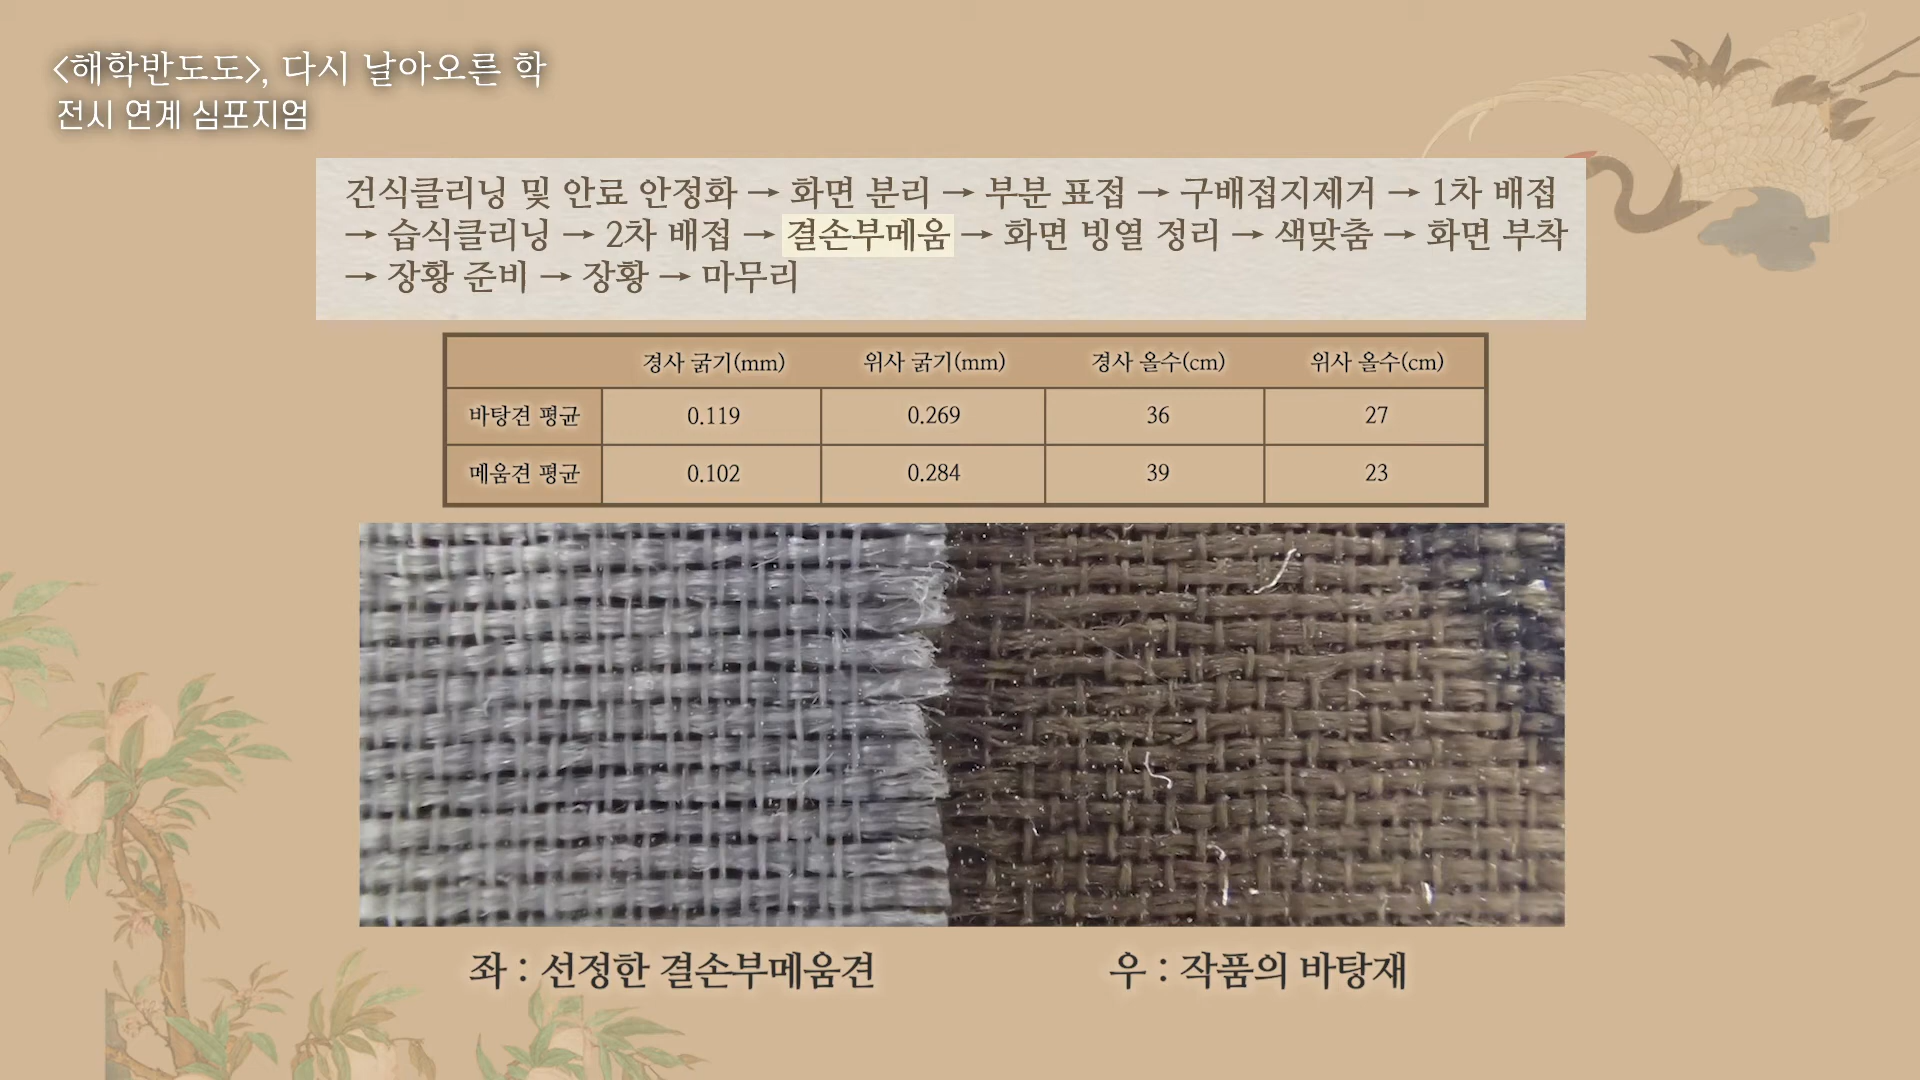 <해학반도도>, 다시 날아오른 학
전시 연계 심포지엄
건식클리닝 및 안료 안정화 → 화면 분리 → 부분 표접 → 구배접지제거 → 1차 배접
→ 습식클리닝 → 2차 배접 → 결손부메움 → 화면 빙열 정리 → 색맞춤 → 화면 부착
→ 장황 준비 → 장황 → 마무리
경사 굵기(mm) 위사 굵기(mm) 경사 올수(cm) 위사 올수(cm)
바탕견 평균 0.119 0.269 36 27
메움견 평균 0.102 0.284 39 23
좌 : 선정한 결손부메움견 우 : 작품의 바탕재